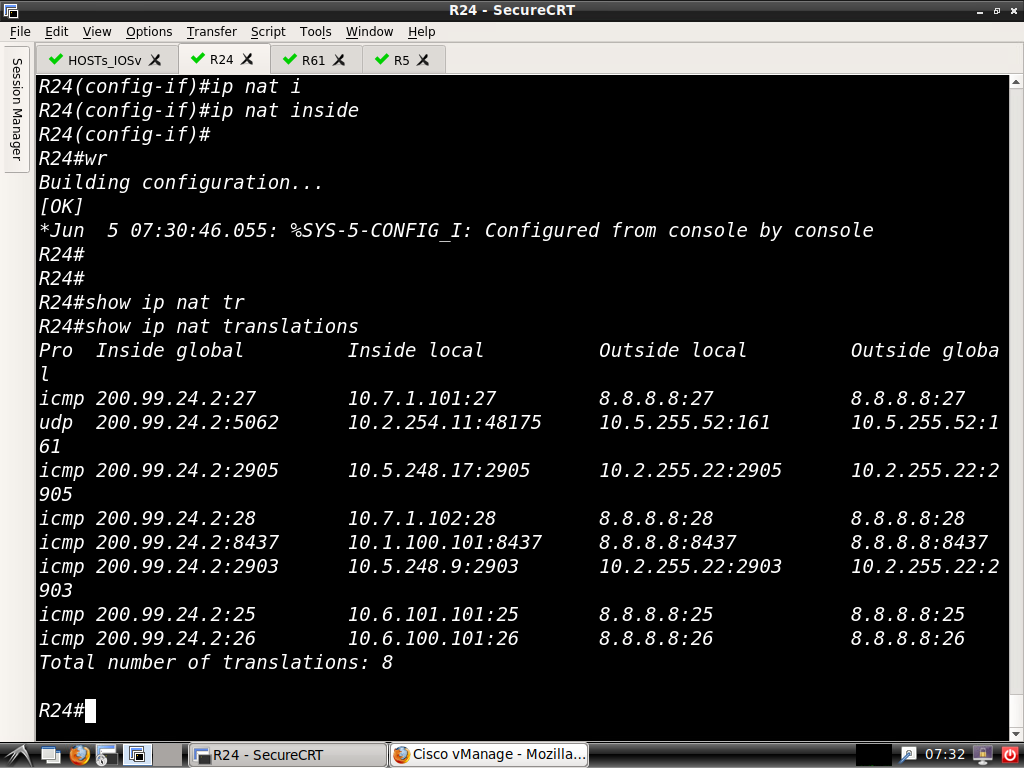 R24 - SecureCRT
File Edit View Options Transfer Script Tools Window Help
Session Manager
HOSTs_IOSv R24 R61 R5
R24(config-if)#ip nat i
R24(config-if)#ip nat inside
R24(config-if)#
R24#wr
Building configuration...
[OK]
*Jun  5 07:30:46.055: %SYS-5-CONFIG_I: Configured from console by console
R24#
R24#
R24#show ip nat tr
R24#show ip nat translations
Pro  Inside global         Inside local          Outside local         Outside globa
l
icmp 200.99.24.2:27        10.7.1.101:27         8.8.8.8:27            8.8.8.8:27
udp  200.99.24.2:5062      10.2.254.11:48175     10.5.255.52:161       10.5.255.52:1
61
icmp 200.99.24.2:2905      10.5.248.17:2905      10.2.255.22:2905      10.2.255.22:2
905
icmp 200.99.24.2:28        10.7.1.102:28         8.8.8.8:28            8.8.8.8:28
icmp 200.99.24.2:8437      10.1.100.101:8437     8.8.8.8:8437          8.8.8.8:8437
icmp 200.99.24.2:2903      10.5.248.9:2903       10.2.255.22:2903      10.2.255.22:2
903
icmp 200.99.24.2:25        10.6.101.101:25       8.8.8.8:25            8.8.8.8:25
icmp 200.99.24.2:26        10.6.100.101:26       8.8.8.8:26            8.8.8.8:26
Total number of translations: 8
R24#
R24 - SecureCRT Cisco vManage - Mozilla... 07:32